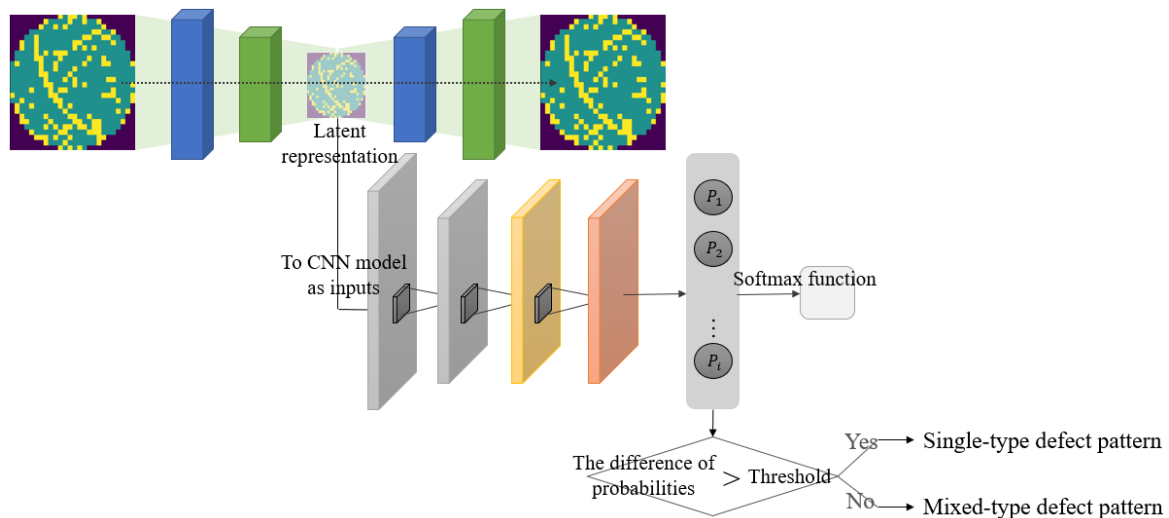 Latent
representation
To CNN model
as inputs
P₁
P₂
⋮
Pᵢ
Softmax function
The difference of
probabilities
> Threshold
Yes
No
Single-type defect pattern
Mixed-type defect pattern